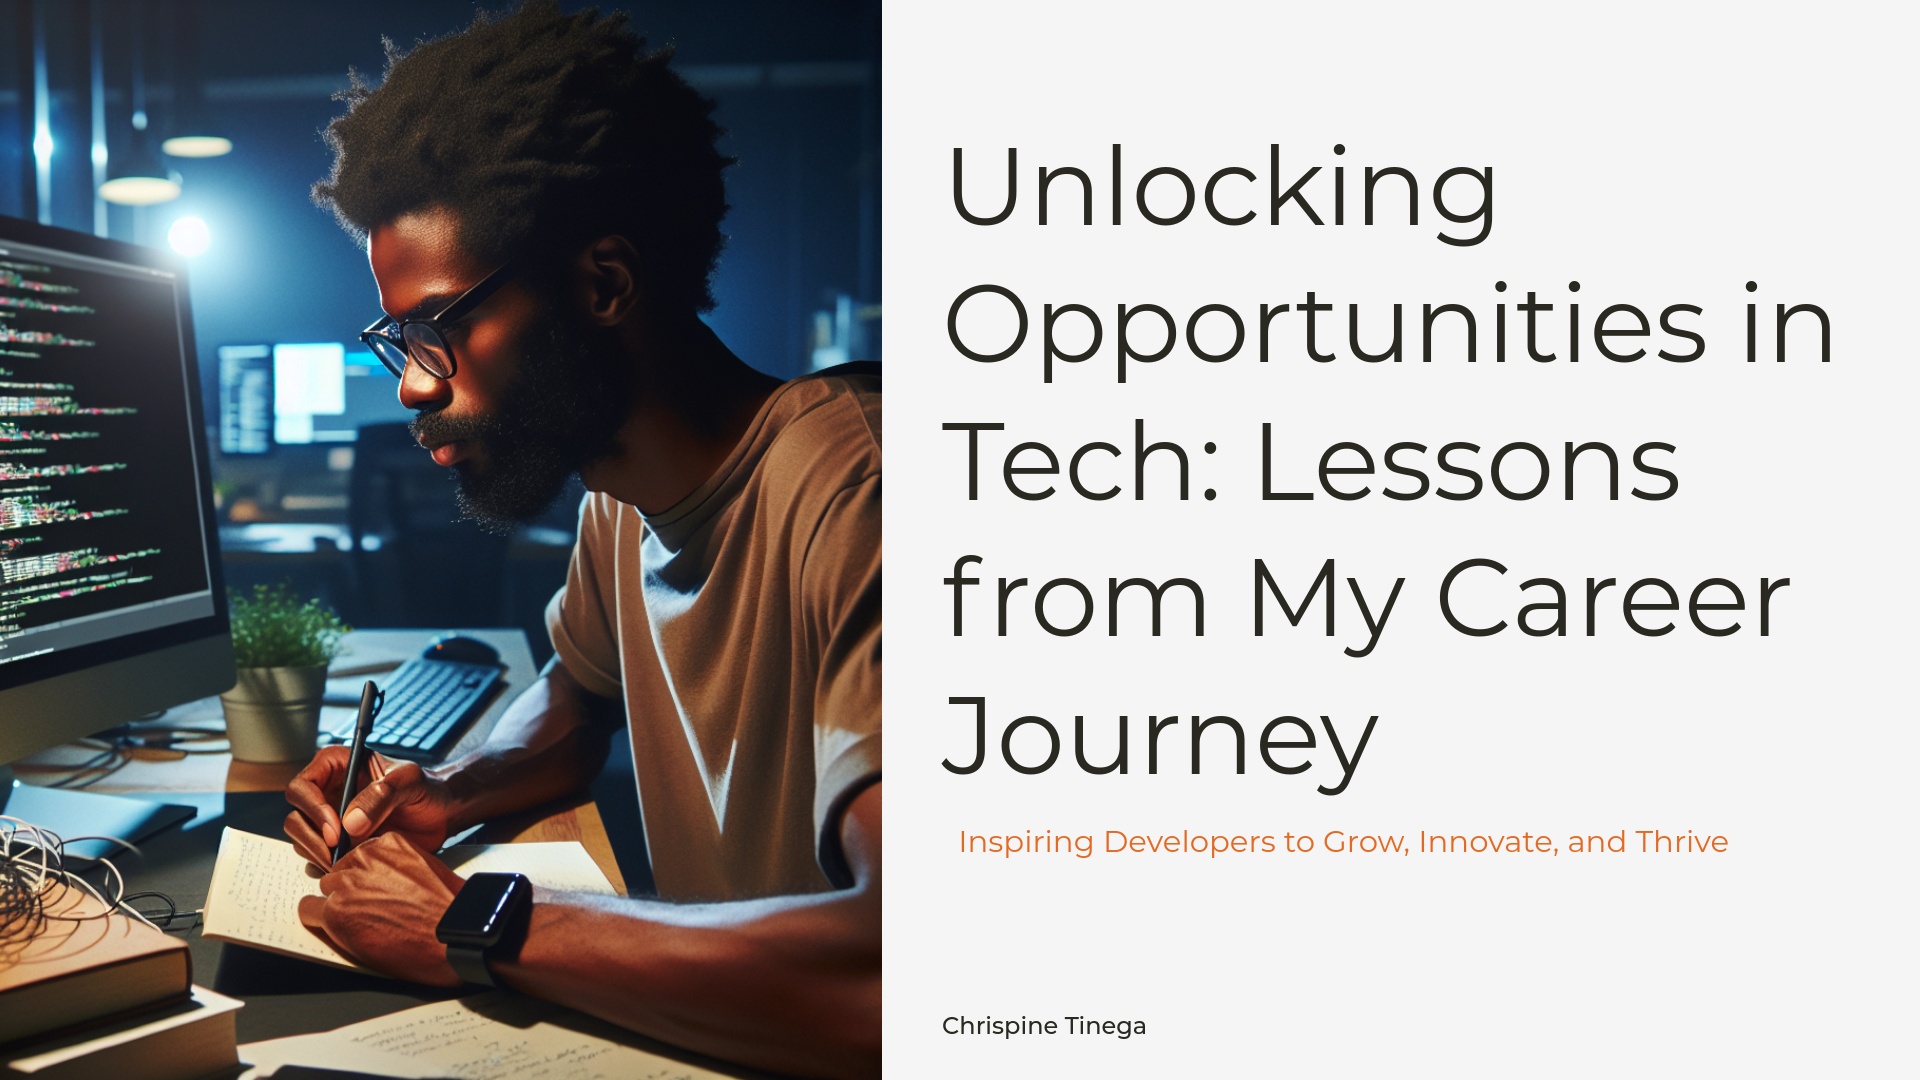 Unlocking
Opportunities in
Tech: Lessons
from My Career
Journey
Inspiring Developers to Grow, Innovate, and Thrive
Chrispine Tinega